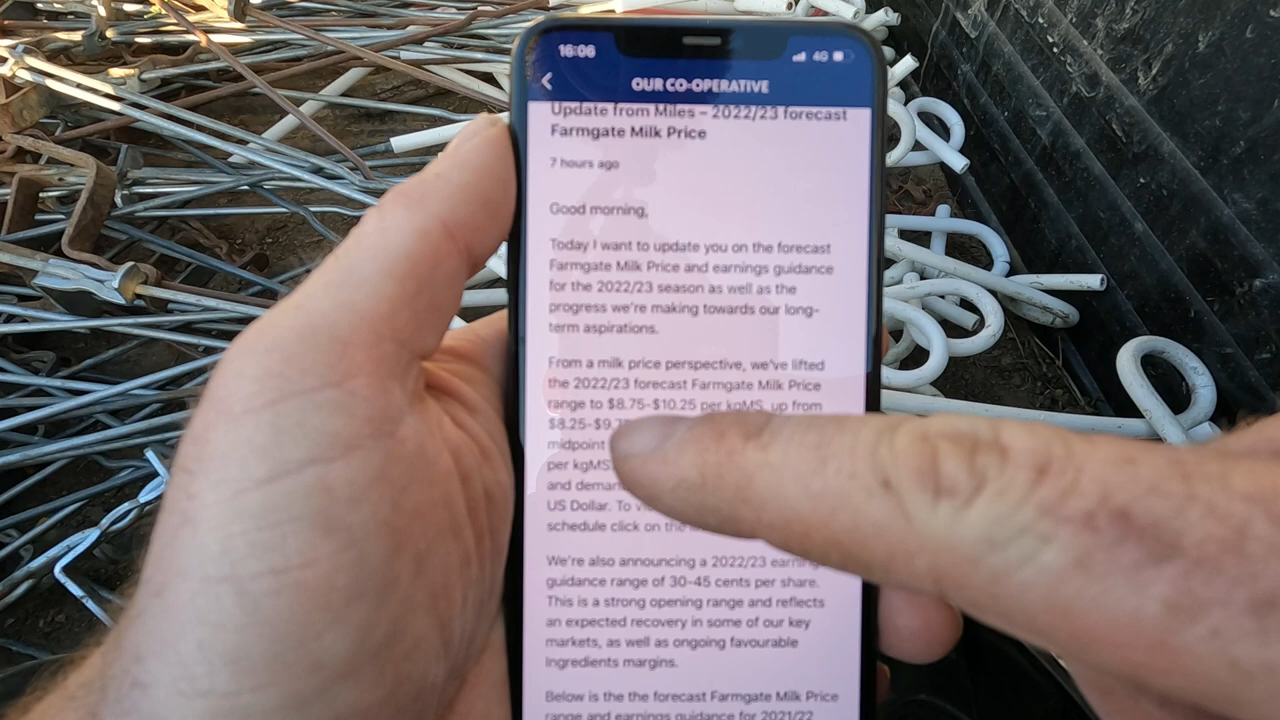 16:06
4G
OUR CO-OPERATIVE
Update from Miles – 2022/23 forecast
Farmgate Milk Price
7 hours ago
Good morning,
Today I want to update you on the forecast
Farmgate Milk Price and earnings guidance
for the 2022/23 season as well as the
progress we're making towards our long-
term aspirations.
From a milk price perspective, we've lifted
the 2022/23 forecast Farmgate Milk Price
range to $8.75-$10.25 per kgMS, up from
$8.25-$9.
midpoint
per kgMS.
and
US Dollar. To
schedule click on the
We're also announcing a 2022/23
guidance range of 30-45 cents per share.
This is a strong opening range and reflects
an expected recovery in some of our key
markets, as well as ongoing favourable
Ingredients margins.
Below is the the forecast Farmgate Milk Price
range and earnings guidance for 2021/22